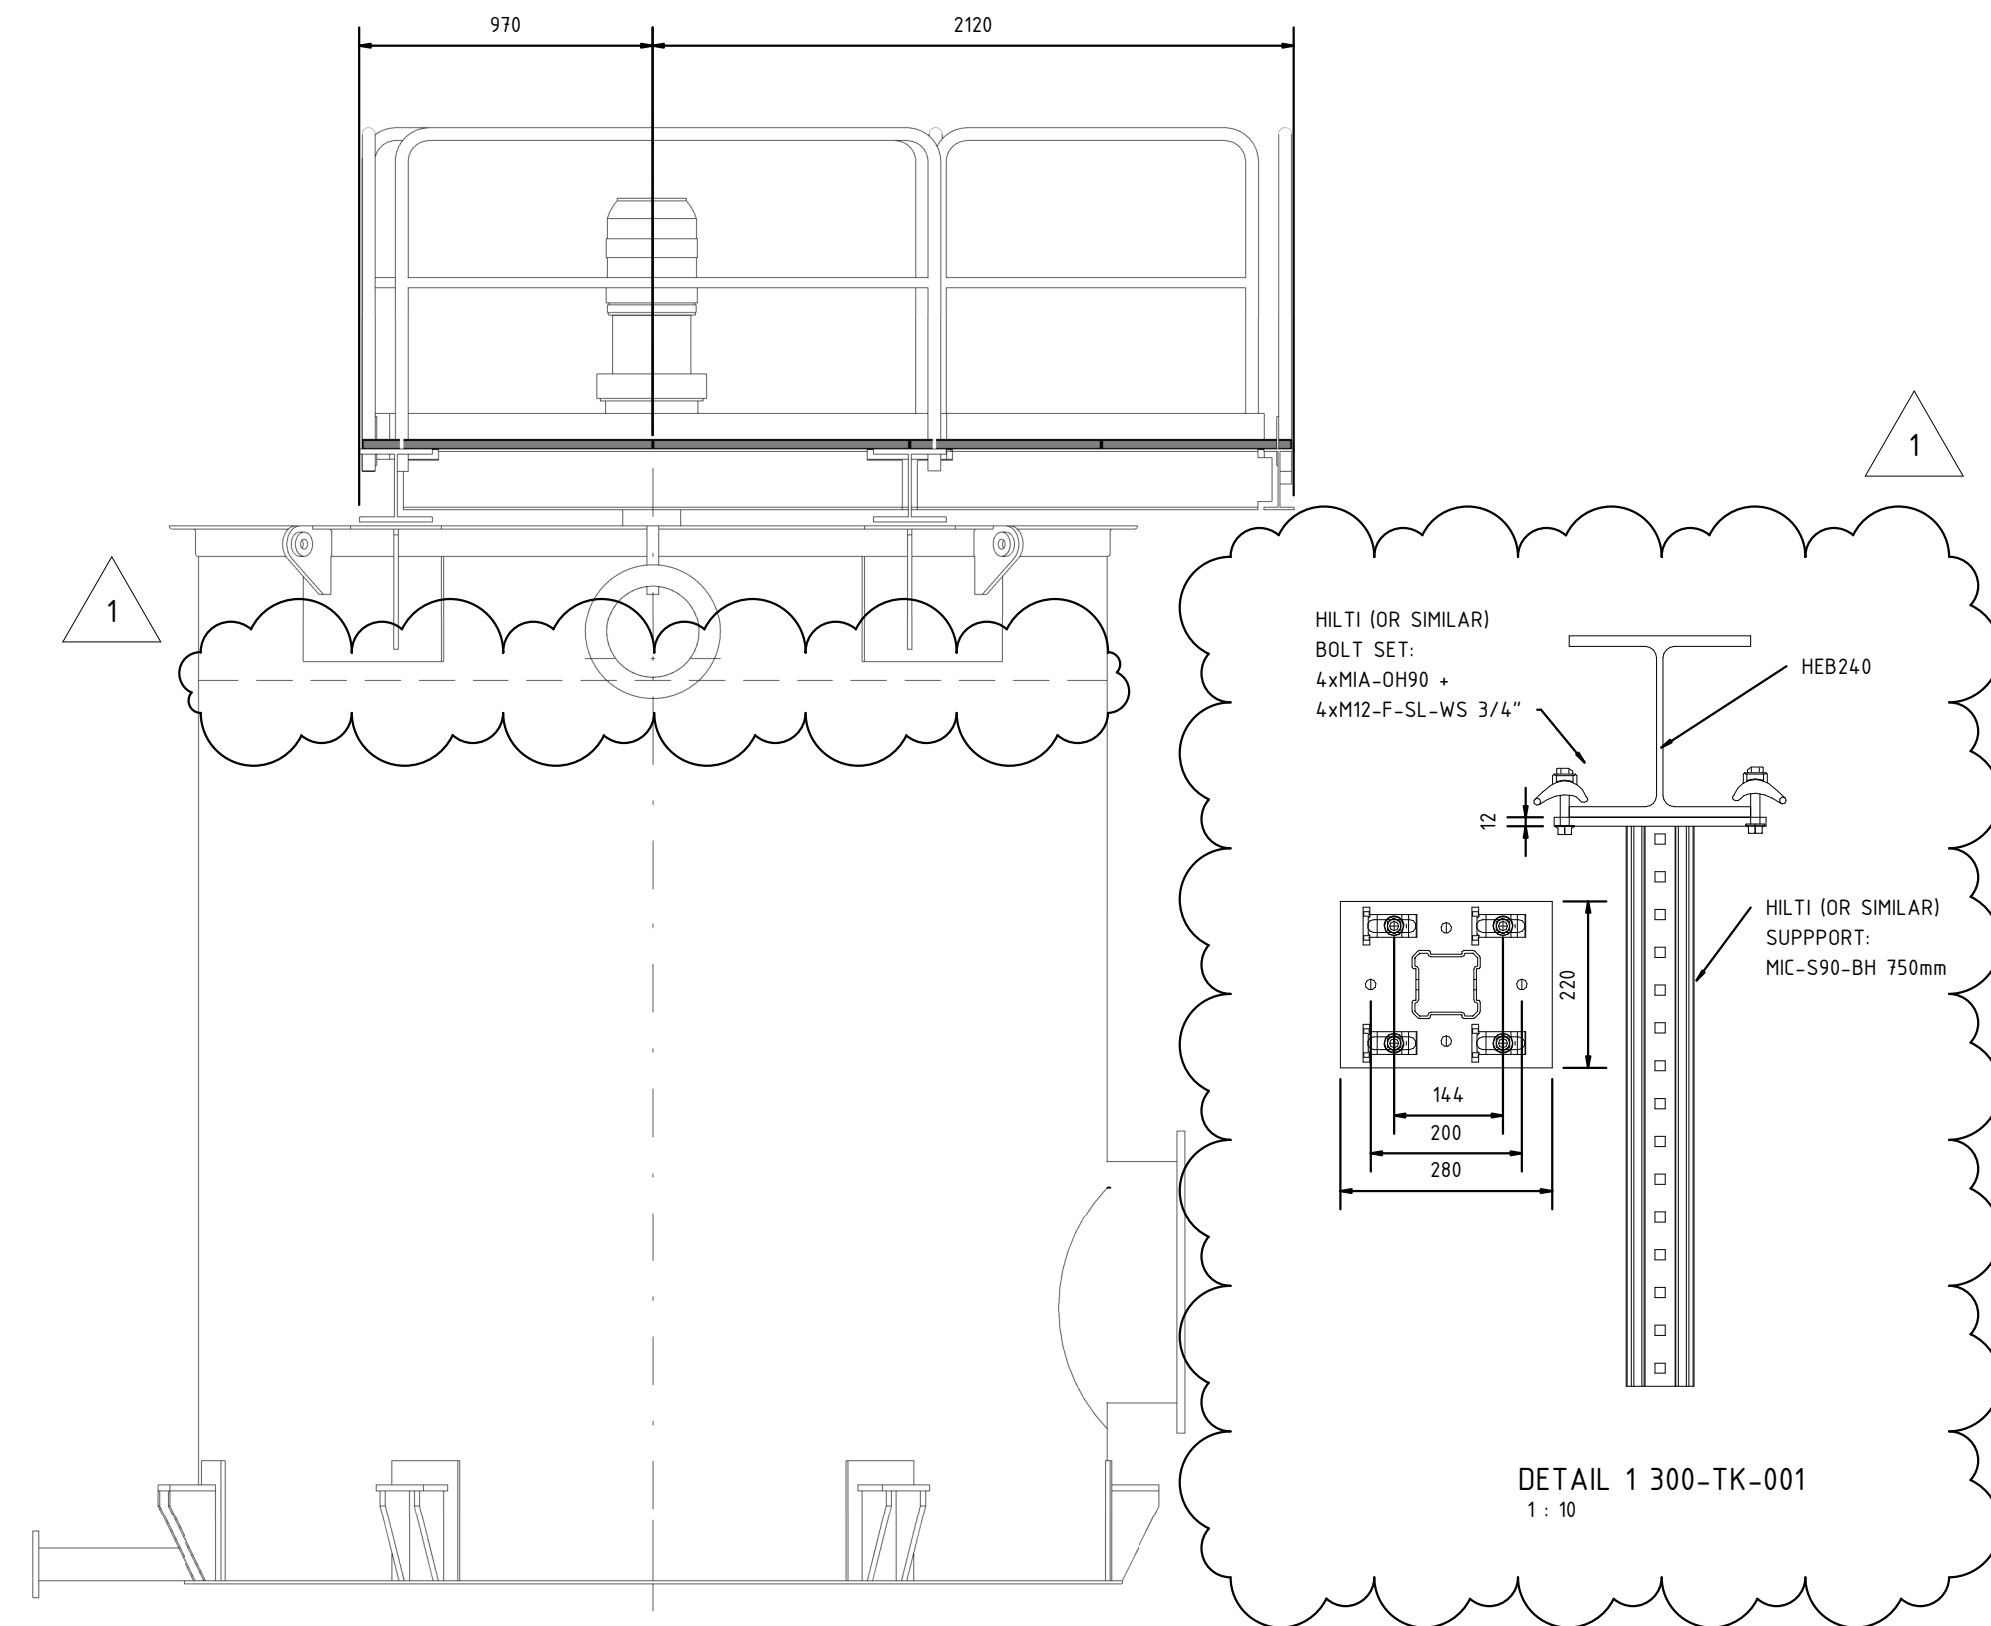 970
2120
1
1
HILTI (OR SIMILAR)
BOLT SET:
4xMIA-OH90 +
4xM12-F-SL-WS 3/4"
HEB240
12
HILTI (OR SIMILAR)
SUPPPORT:
MIC-S90-BH 750mm
220
144
200
280
DETAIL 1 300-TK-001
1 : 10